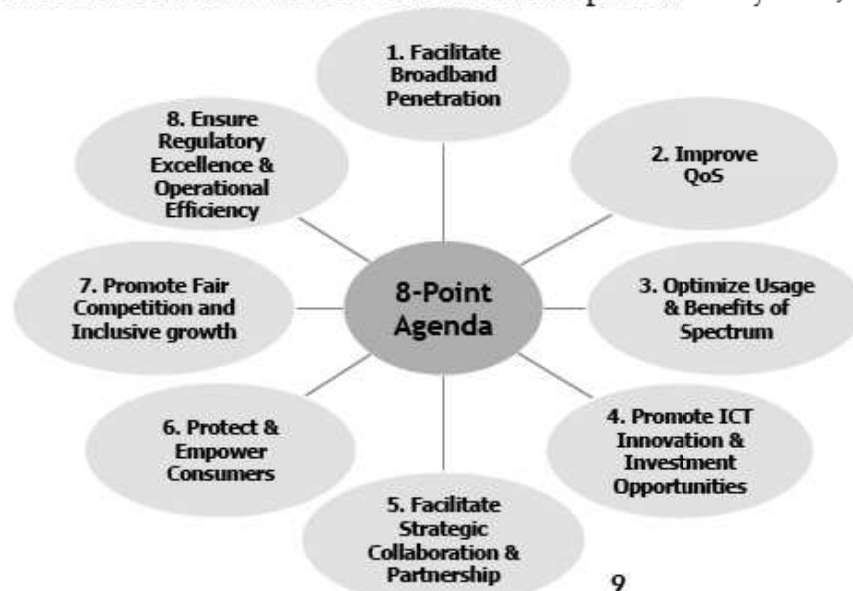 1. Facilitate
Broadband
Penetration
2. Improve
QoS
3. Optimize Usage
& Benefits of
Spectrum
4. Promote ICT
Innovation &
Investment
Opportunities
5. Facilitate
Strategic
Collaboration &
Partnership
6. Protect &
Empower
Consumers
7. Promote Fair
Competition and
Inclusive growth
8. Ensure
Regulatory
Excellence &
Operational
Efficiency
8-Point
Agenda
9